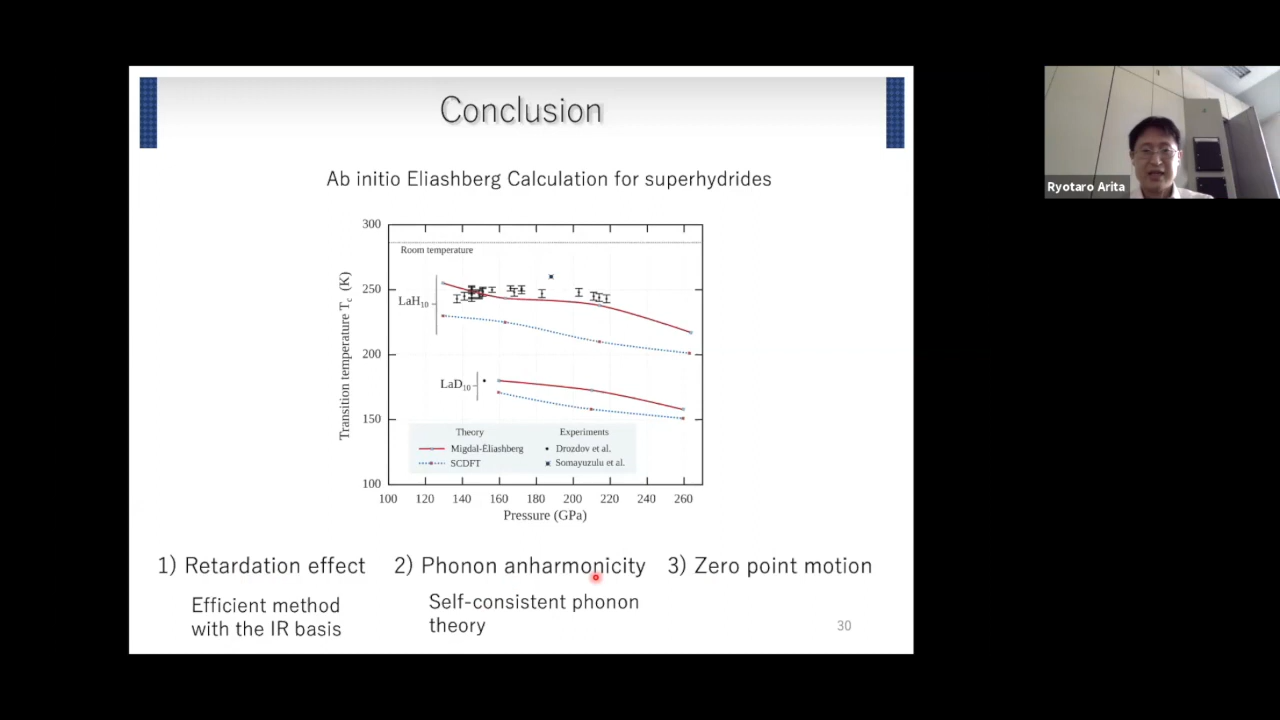 Conclusion
Ab initio Eliashberg Calculation for superhydrides
300
Room temperature
250
LaH10
200
LaD10
150
100
Transition temperature Tc (K)
Theory
Experiments
Migdal-Eliashberg
Drozdov et al.
SCDFT
Somayuzulu et al.
100 120 140 160 180 200 220 240 260
Pressure (GPa)
1) Retardation effect
2) Phonon anharmonicity
3) Zero point motion
Efficient method
with the IR basis
Self-consistent phonon
theory
30
Ryotaro Arita